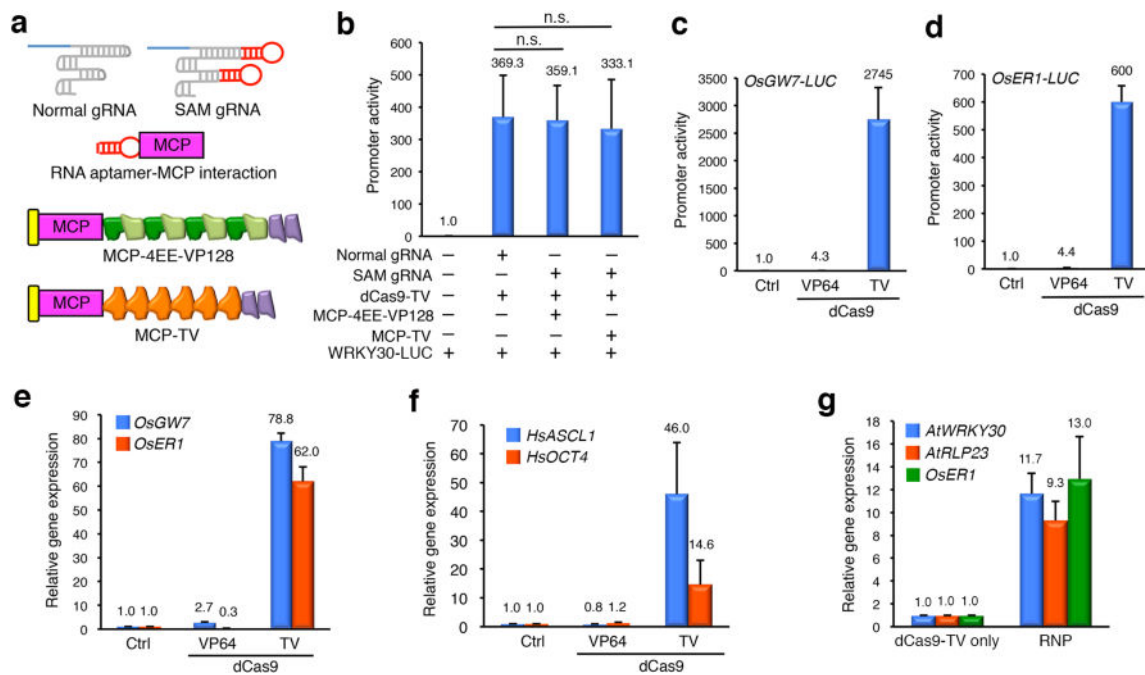 a
Normal gRNA SAM gRNA
MCP
RNA aptamer-MCP interaction
MCP
MCP-4EE-VP128
MCP
MCP-TV
b
n.s.
n.s.
Promoter activity
600
500
400
300
200
100
0
1.0 369.3 359.1 333.1
Normal gRNA – + – –
SAM gRNA – – + +
dCas9-TV – + + +
MCP-4EE-VP128 – – + –
MCP-TV – – – +
WRKY30-LUC + + + +
c
OsGW7-LUC
Promoter activity
3500
3000
2500
2000
1500
1000
500
0
1.0 4.3 2745
Ctrl VP64 TV
dCas9
d
OsER1-LUC
Promoter activity
700
600
500
400
300
200
100
0
1.0 4.4 600
Ctrl VP64 TV
dCas9
e
OsGW7
OsER1
Relative gene expression
90
80
70
60
50
40
30
20
10
0
1.0 1.0 2.7 0.3 78.8 62.0
Ctrl VP64 TV
dCas9
f
HsASCL1
HsOCT4
Relative gene expression
70
60
50
40
30
20
10
0
1.0 1.0 0.8 1.2 46.0 14.6
Ctrl VP64 TV
dCas9
g
AtWRKY30
AtRLP23
OsER1
Relative gene expression
18
16
14
12
10
8
6
4
2
0
1.0 1.0 1.0 11.7 9.3 13.0
dCas9-TV only RNP